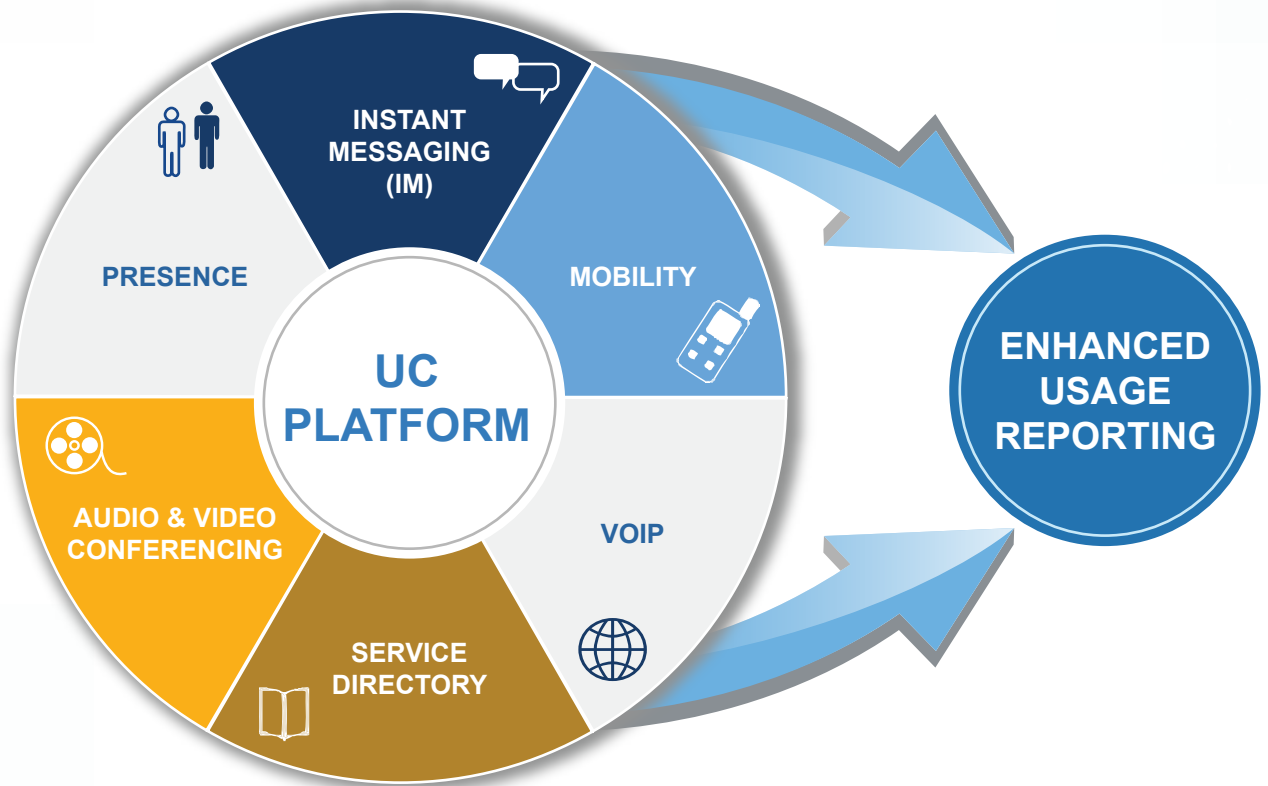 INSTANT
MESSAGING
(IM)
PRESENCE
MOBILITY
UC
PLATFORM
ENHANCED
USAGE
REPORTING
AUDIO & VIDEO
CONFERENCING
VOIP
SERVICE
DIRECTORY